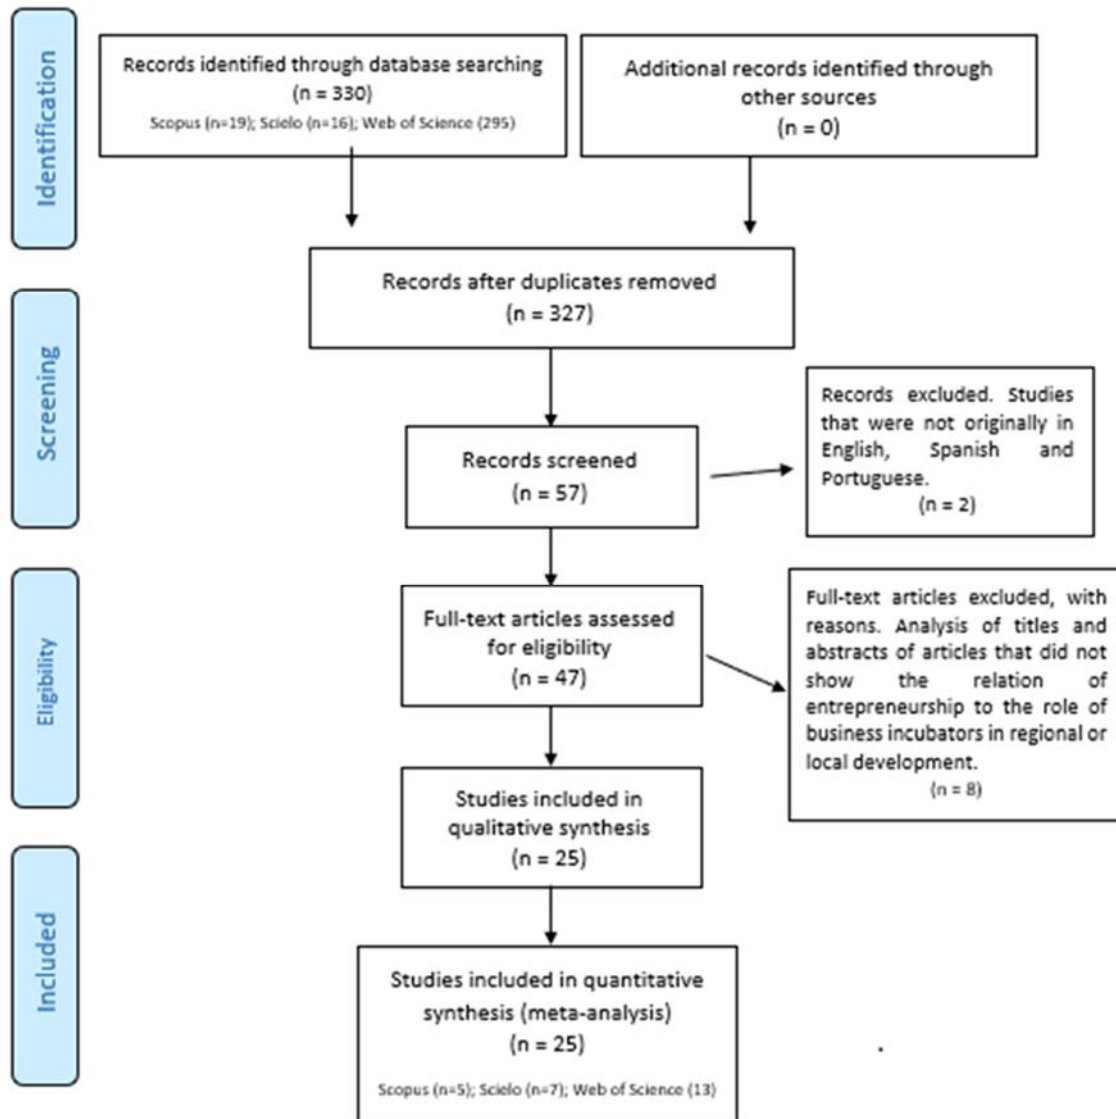 Identification
Records identified through database searching
(n = 330)
Scopus (n=19); Scielo (n=16); Web of Science (295)
Additional records identified through
other sources
(n = 0)
Screening
Records after duplicates removed
(n = 327)
Records screened
(n = 57)
Records excluded. Studies
that were not originally in
English, Spanish and
Portuguese.
(n = 2)
Eligibility
Full-text articles assessed
for eligibility
(n = 47)
Full-text articles excluded, with
reasons. Analysis of titles and
abstracts of articles that did not
show the relation of
entrepreneurship to the role of
business incubators in regional or
local development.
(n = 8)
Studies included in
qualitative synthesis
(n = 25)
Included
Studies included in quantitative
synthesis (meta-analysis)
(n = 25)
Scopus (n=5); Scielo (n=7); Web of Science (13)